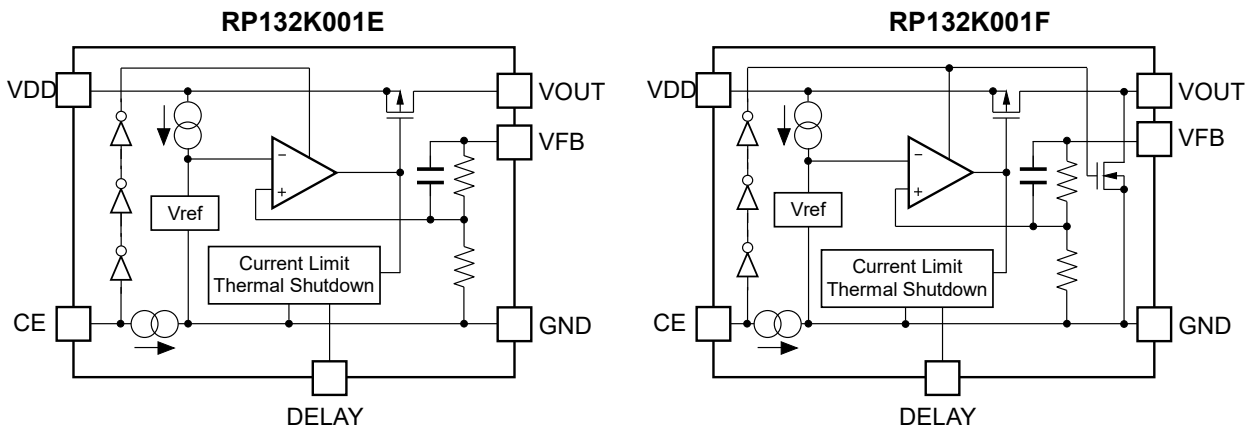 RP132K001E
VDD
VOUT
VFB
−
+
Vref
Current Limit
Thermal Shutdown
CE
GND
DELAY
RP132K001F
VDD
VOUT
VFB
−
+
Vref
Current Limit
Thermal Shutdown
CE
GND
DELAY